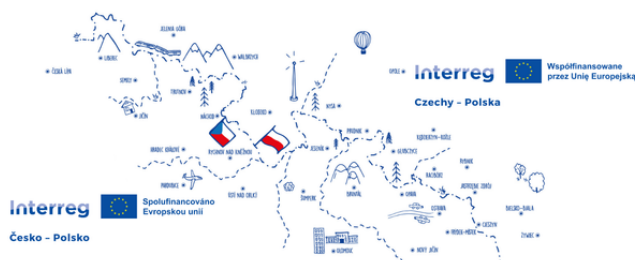 JELENIA GÓRA
LIBEREC
WAŁBRZYCH
ČESKÁ LÍPA
SEMILY
OPOLE
Interreg
Współfinansowane
przez Unię Europejską
TRUTNOV
Czechy – Polska
JIČÍN
NÁCHOD
KŁODZKO
NYSA
PRUDNIK
KĘDZIERZYN-KOŹLE
HRADEC KRÁLOVÉ
RYCHNOV NAD KNĚŽNOU
JESENÍK
GŁUBCZYCE
RYBNIK
RACIBÓRZ
PARDUBICE
JASTRZĘBIE ZDRÓJ
ÚSTÍ NAD ORLICÍ
ŠUMPERK
BRUNTÁL
OPAVA
Interreg
Spolufinancováno
Evropskou unií
OSTRAVA
BIELSKO-BIAŁA
CIESZYN
FRÝDEK-MÍSTEK
ŻYWIEC
Česko – Polsko
OLOMOUC
NOVÝ JIČÍN